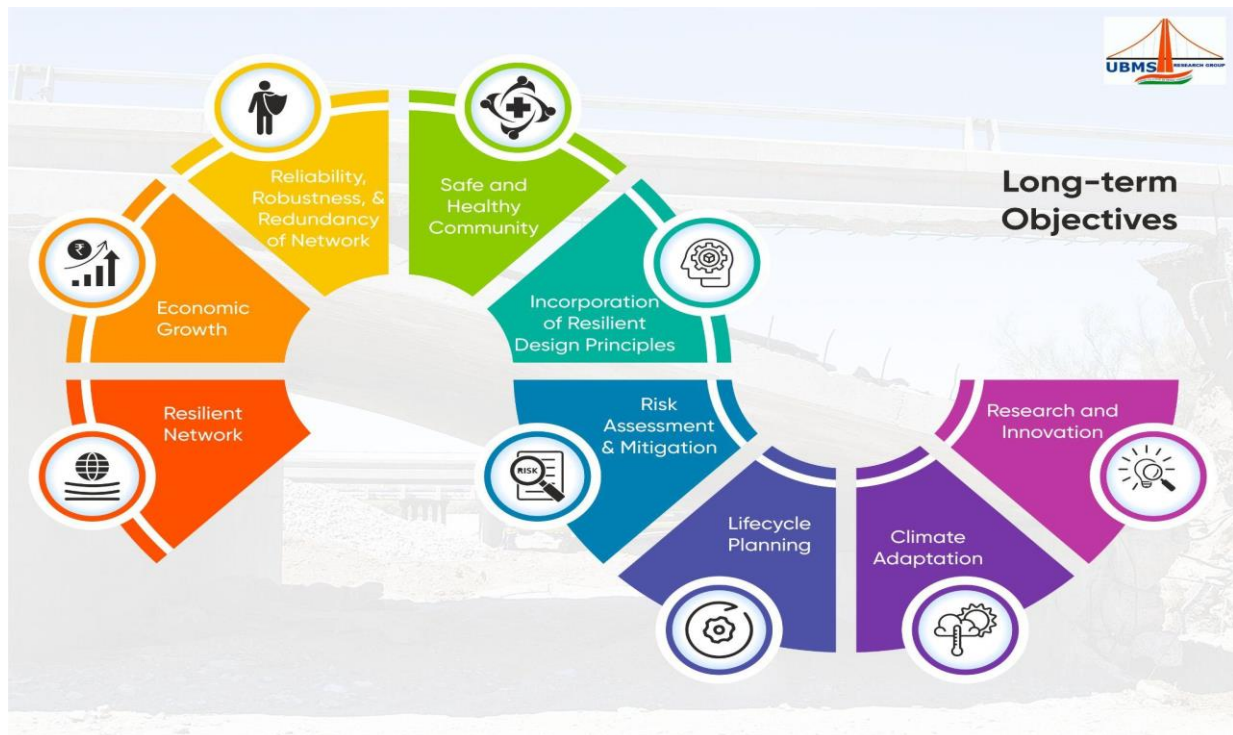 UBMS RESEARCH GROUP
Long-term
Objectives
Resilient
Network
Economic
Growth
Reliability,
Robustness, &
Redundancy
of Network
Safe and
Healthy
Community
Incorporation
of Resilient
Design Principles
Risk
Assessment
& Mitigation
RISK
Lifecycle
Planning
Climate
Adaptation
Research and
Innovation
₹